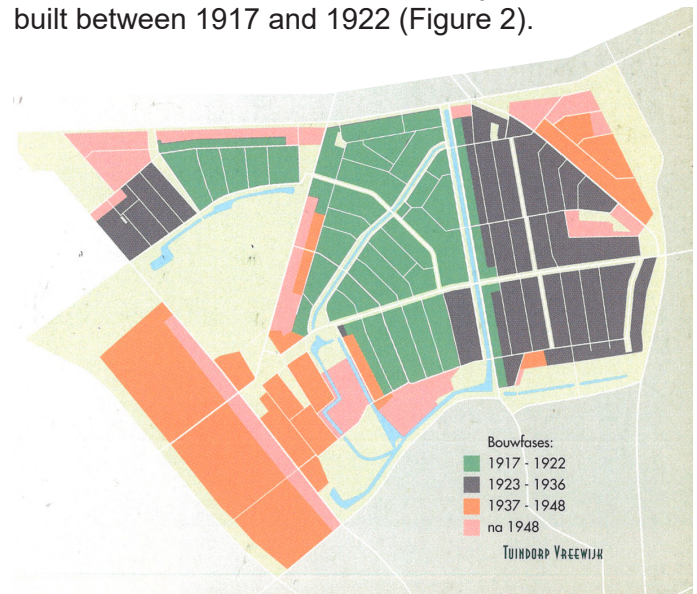 built between 1917 and 1922 (Figure 2).
Bouwfases:
1917 - 1922
1923 - 1936
1937 - 1948
na 1948
Tuindorp Vreewijk